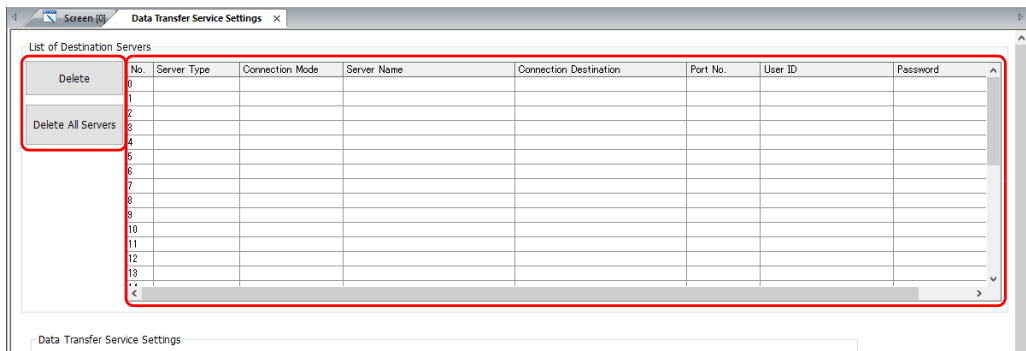 Screen [0] Data Transfer Service Settings ×
List of Destination Servers
Delete
Delete All Servers
No. Server Type Connection Mode Server Name Connection Destination Port No. User ID Password
0
1
2
3
4
5
6
7
8
9
10
11
12
13
14
Data Transfer Service Settings